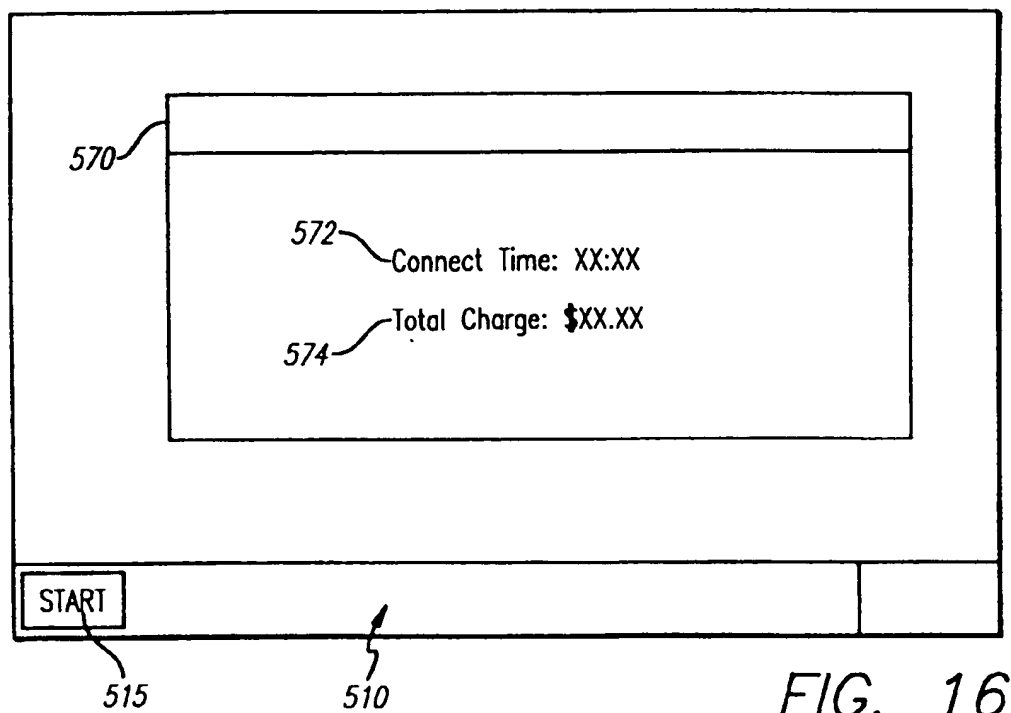 570
572
Connect Time: XX:XX
Total Charge: $XX.XX
574
START
515
510
FIG. 16